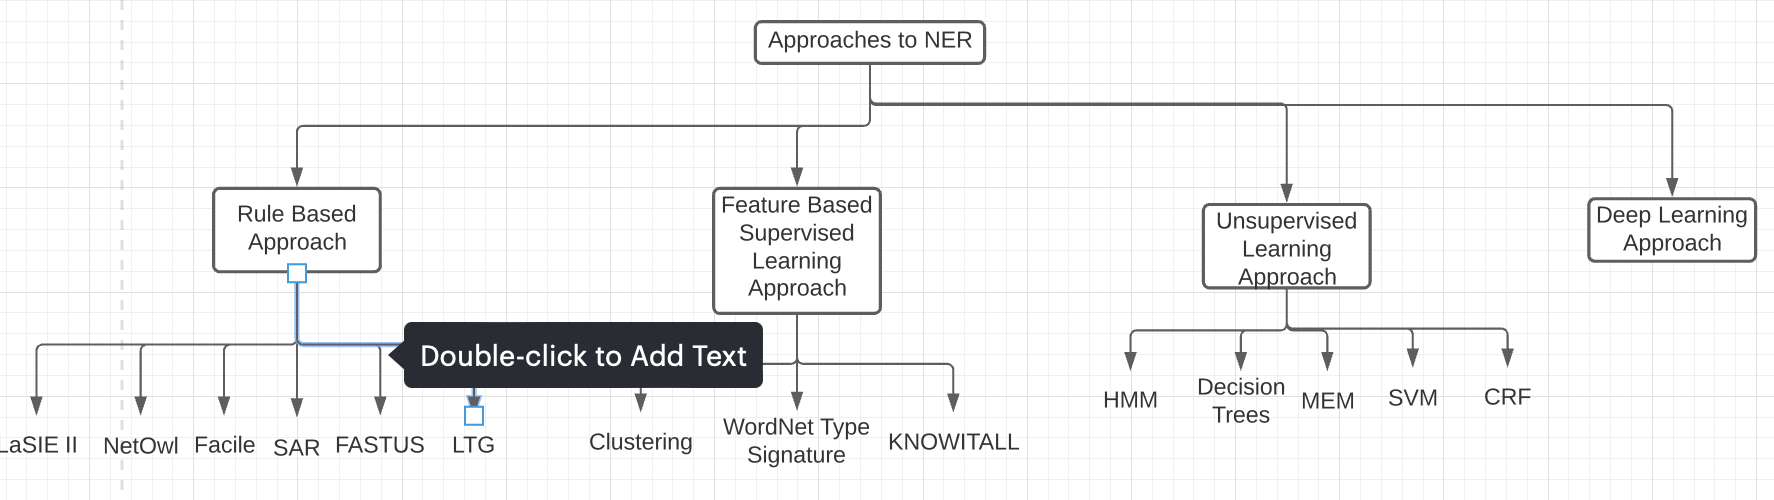 Approaches to NER
Rule Based
Approach
Feature Based
Supervised
Learning
Approach
Unsupervised
Learning
Approach
Deep Learning
Approach
Double-click to Add Text
LaSIE II
NetOwl
Facile
SAR
FASTUS
LTG
Clustering
WordNet Type
Signature
KNOWITALL
HMM
Decision
Trees
MEM
SVM
CRF